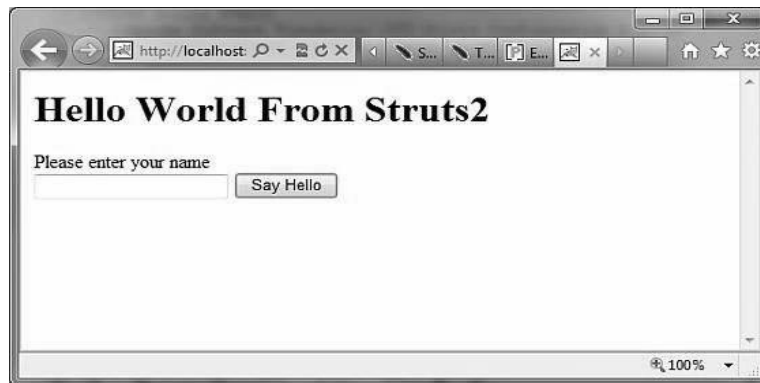 http://localhost:
S...
T...
[P] E...
Hello World From Struts2
Please enter your name
Say Hello
100%